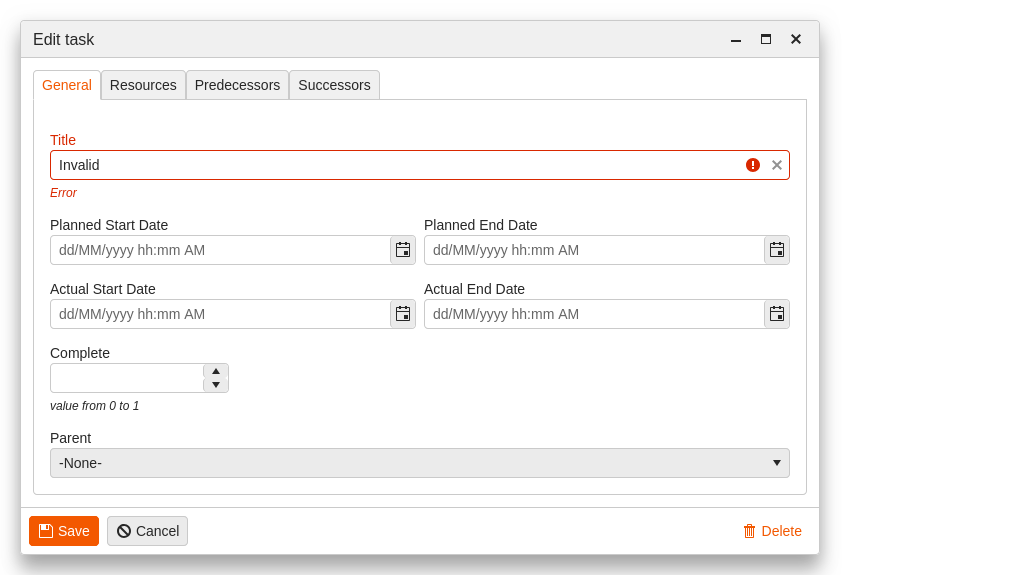 Edit task
General Resources Predecessors Successors
Title
Invalid
Error
Planned Start Date Planned End Date
dd/MM/yyyy hh:mm AM dd/MM/yyyy hh:mm AM
Actual Start Date Actual End Date
dd/MM/yyyy hh:mm AM dd/MM/yyyy hh:mm AM
Complete
value from 0 to 1
Parent
-None-
Save Cancel Delete